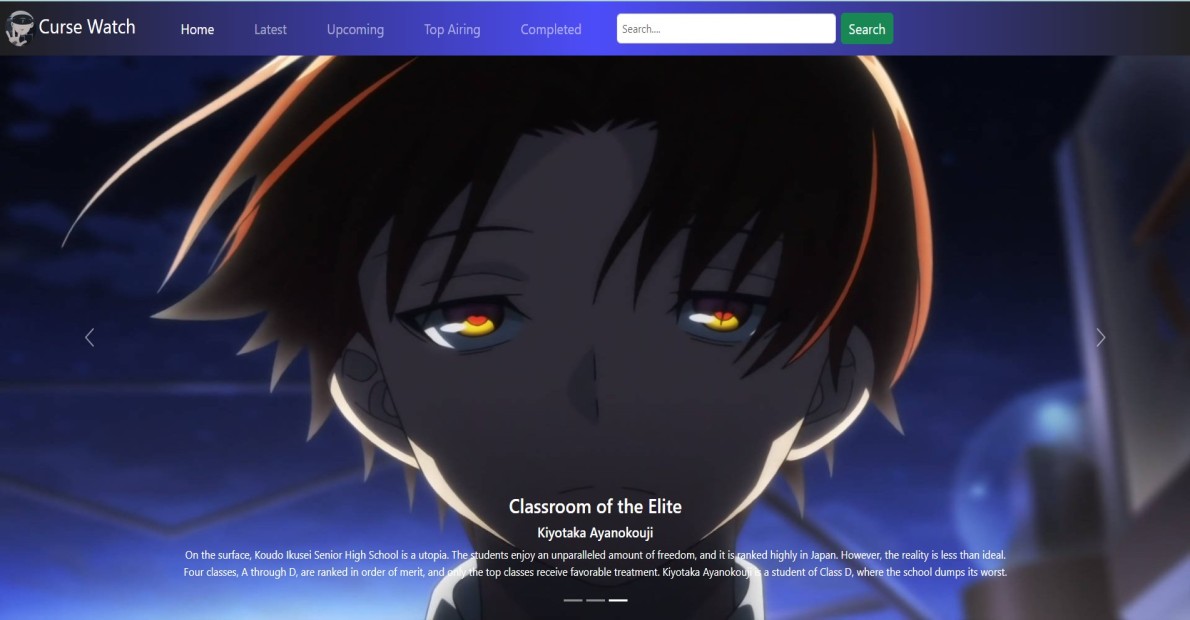 Curse Watch
Home Latest Upcoming Top Airing Completed Search.... Search
Classroom of the Elite
Kiyotaka Ayanokouji
On the surface, Koudo Ikusei Senior High School is a utopia. The students enjoy an unparalleled amount of freedom, and it is ranked highly in Japan. However, the reality is less than ideal.
Four classes, A through D, are ranked in order of merit, and only the top classes receive favorable treatment. Kiyotaka Ayanokouji is a student of Class D, where the school dumps its worst.